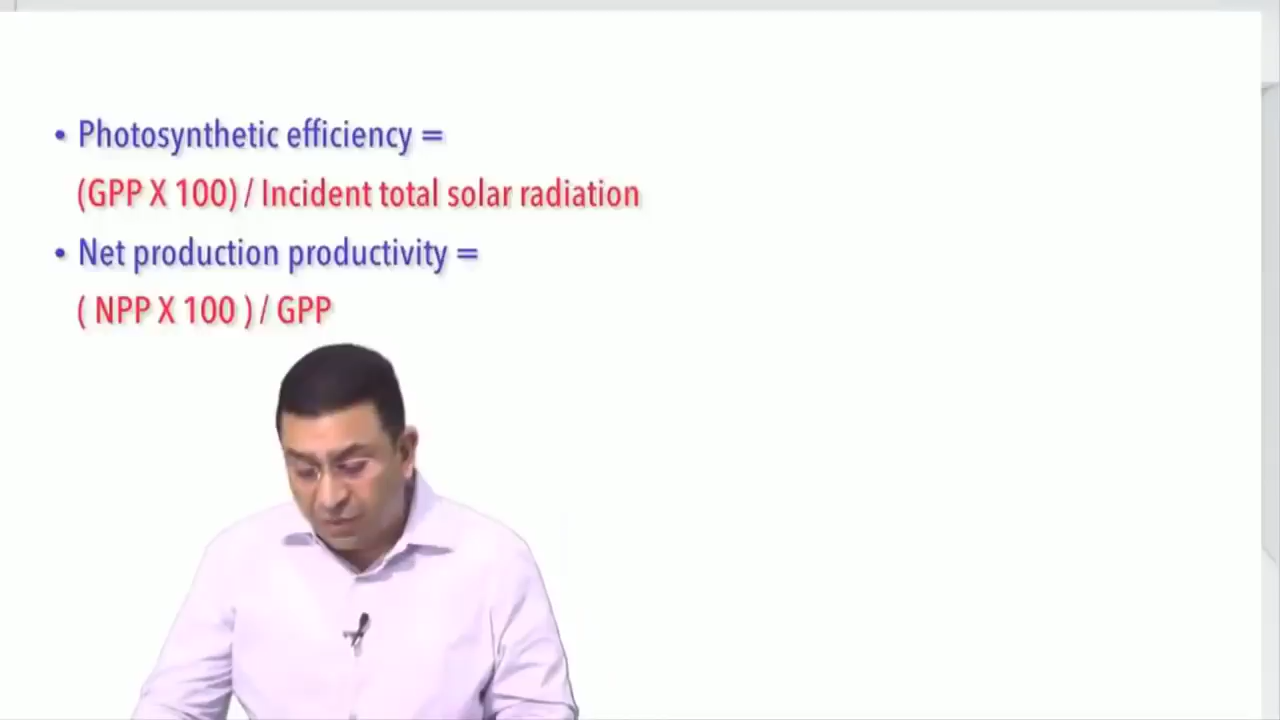 • Photosynthetic efficiency =
(GPP X 100) / Incident total solar radiation
• Net production productivity =
( NPP X 100 ) / GPP